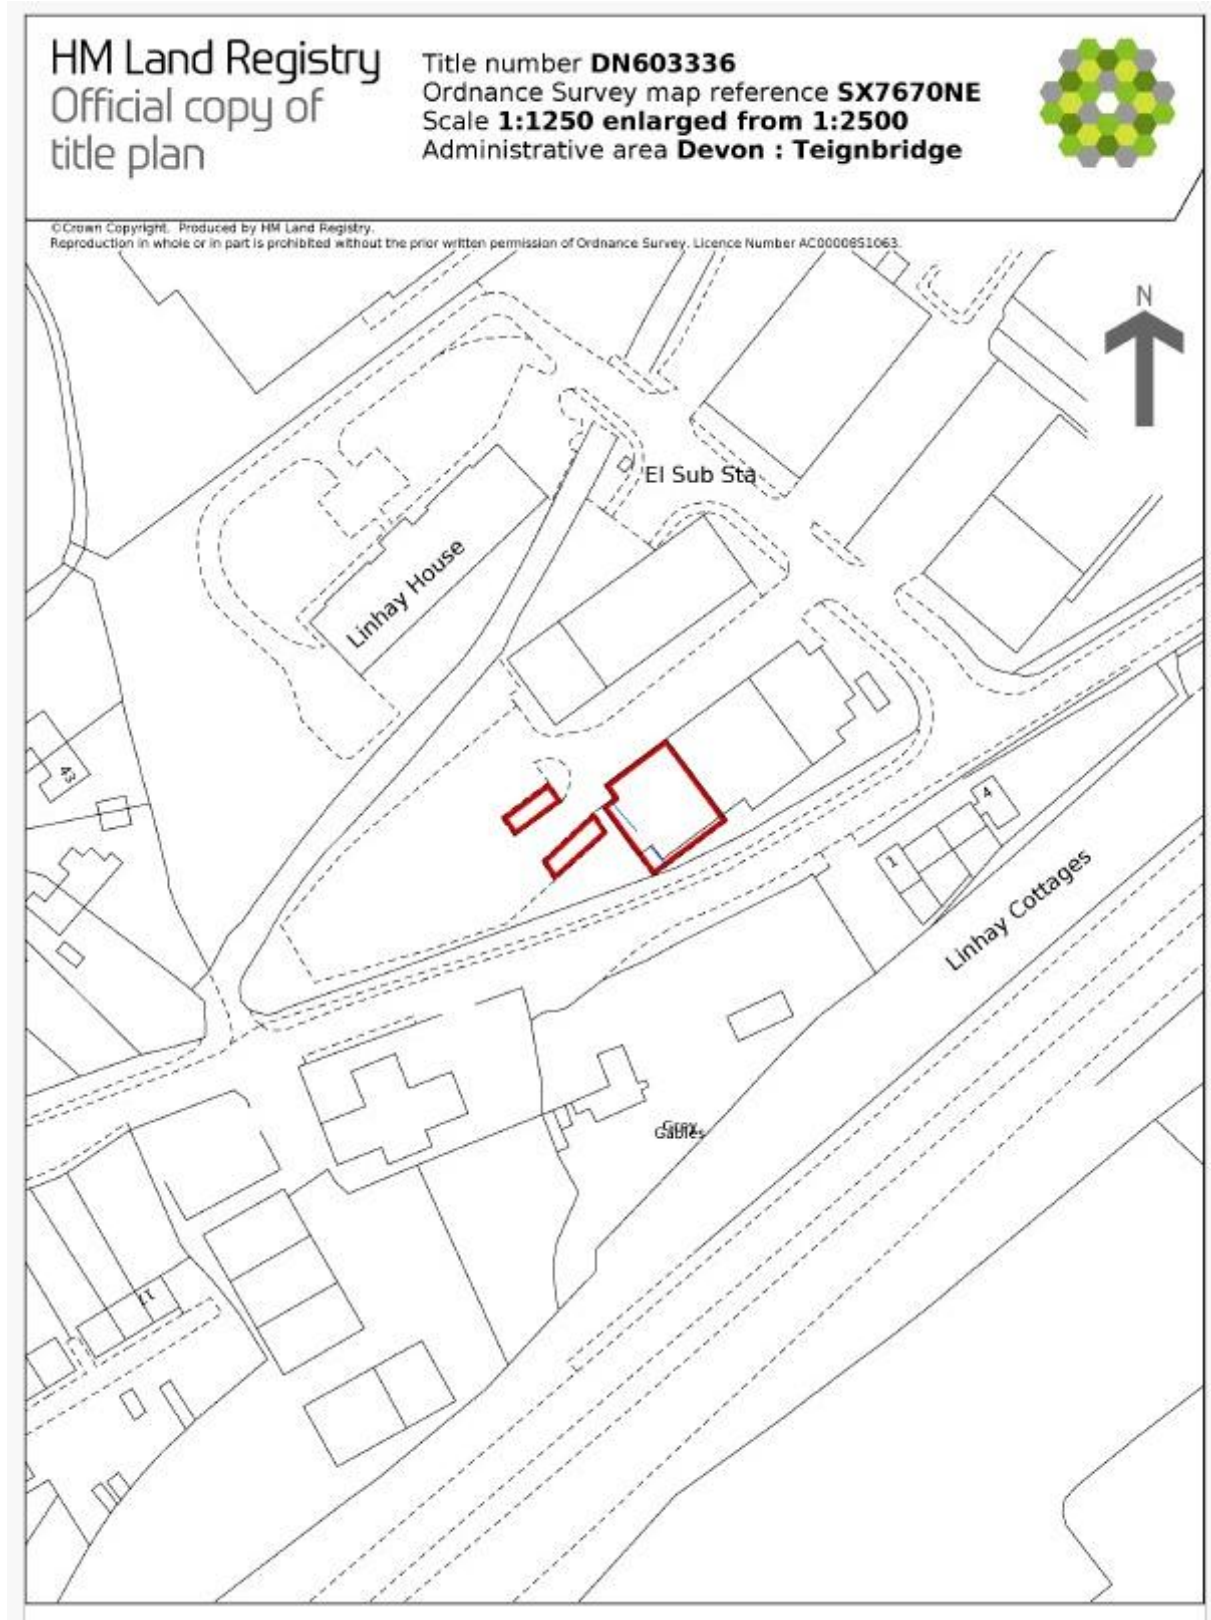 HM Land Registry
Official copy of
title plan
Title number DN603336
Ordnance Survey map reference SX7670NE
Scale 1:1250 enlarged from 1:2500
Administrative area Devon : Teignbridge
©Crown Copyright. Produced by HM Land Registry.
Reproduction in whole or in part is prohibited without the prior written permission of Ordnance Survey. Licence Number AC0000851063.
N
El Sub Sta
Linhay House
43
4
1
Linhay Cottages
Grey
Gables
11